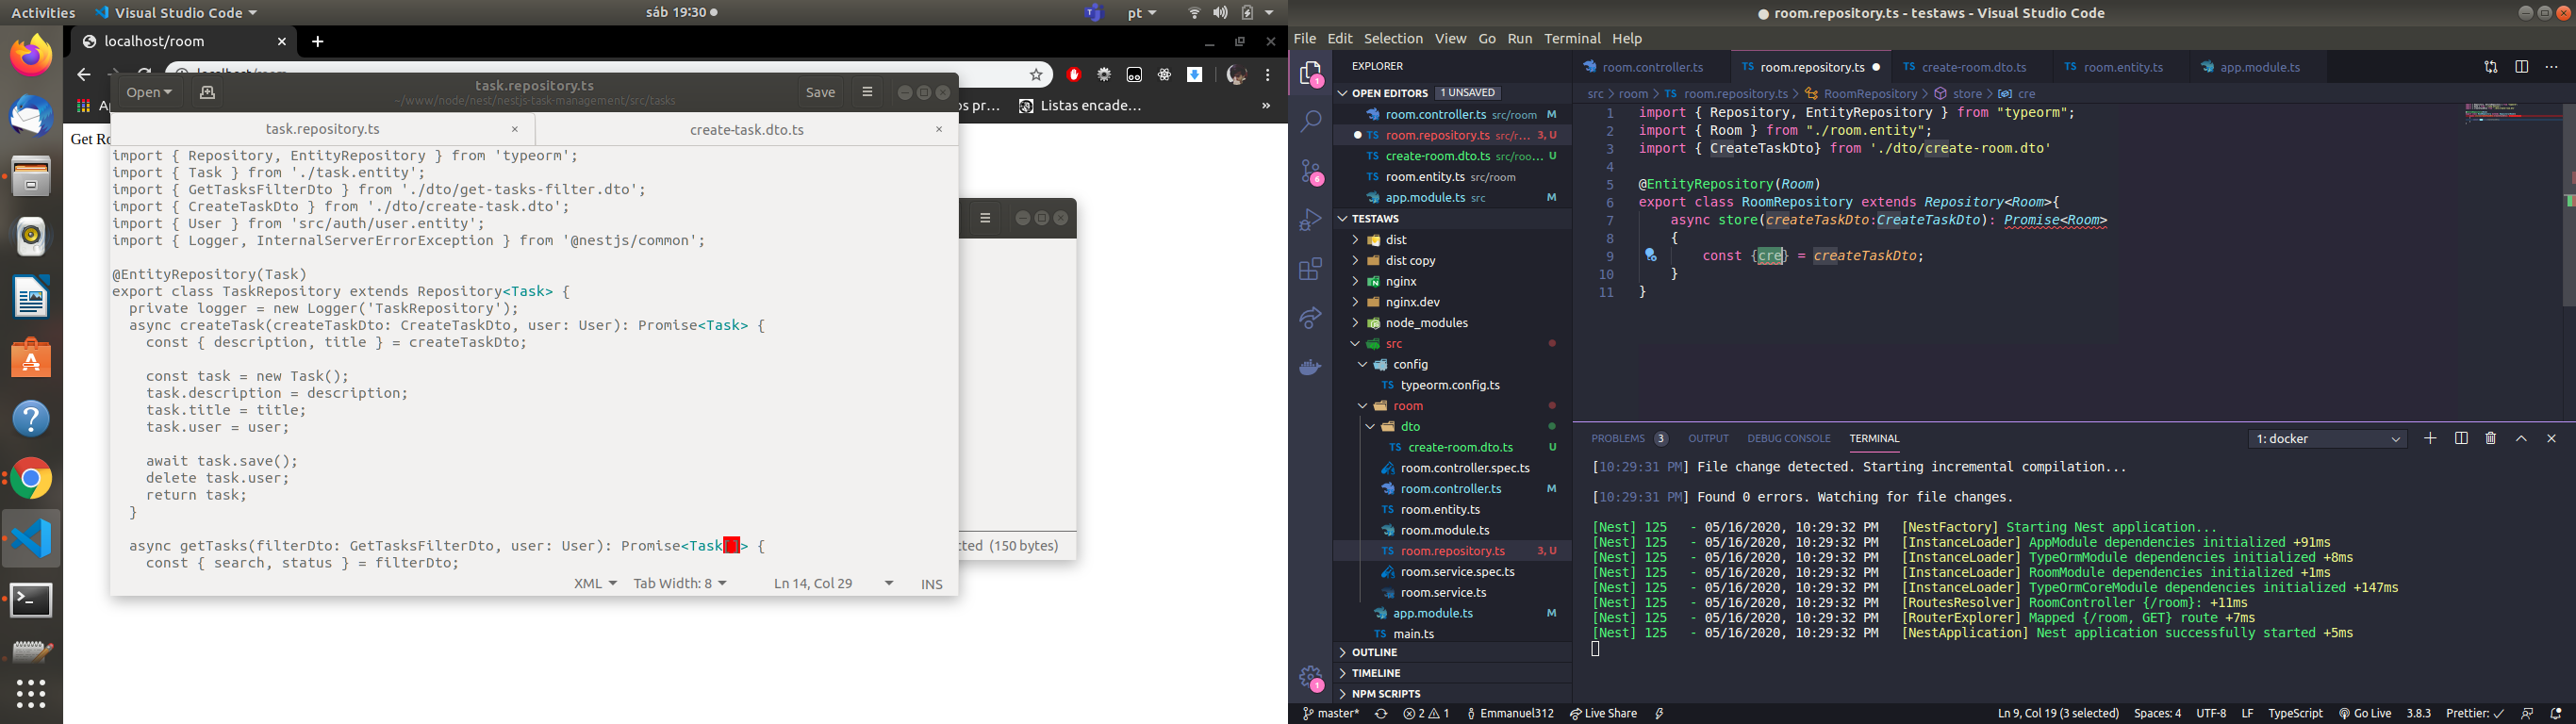 Activities
Visual Studio Code
sáb 19:30
pt
localhost/room
Listas encade…
Get Ro
Open
task.repository.ts
~/www/node/nest/nestjs-task-management/src/tasks
Save
task.repository.ts
create-task.dto.ts
import { Repository, EntityRepository } from 'typeorm';
import { Task } from './task.entity';
import { GetTasksFilterDto } from './dto/get-tasks-filter.dto';
import { CreateTaskDto } from './dto/create-task.dto';
import { User } from 'src/auth/user.entity';
import { Logger, InternalServerErrorException } from '@nestjs/common';
@EntityRepository(Task)
export class TaskRepository extends Repository<Task> {
private logger = new Logger('TaskRepository');
async createTask(createTaskDto: CreateTaskDto, user: User): Promise<Task> {
const { description, title } = createTaskDto;
const task = new Task();
task.description = description;
task.title = title;
task.user = user;
await task.save();
delete task.user;
return task;
}
async getTasks(filterDto: GetTasksFilterDto, user: User): Promise<Task[]> {
const { search, status } = filterDto;
XML
Tab Width: 8
Ln 14, Col 29
INS
cted (150 bytes)
room.repository.ts - testaws - Visual Studio Code
File Edit Selection View Go Run Terminal Help
EXPLORER
OPEN EDITORS 1 UNSAVED
room.controller.ts src/room M
room.repository.ts src/r... 3, U
create-room.dto.ts src/roo... U
room.entity.ts src/room
app.module.ts src M
TESTAWS
dist
dist copy
nginx
nginx.dev
node_modules
src
config
typeorm.config.ts
room
dto
create-room.dto.ts U
room.controller.spec.ts
room.controller.ts M
room.entity.ts
room.module.ts
room.repository.ts 3, U
room.service.spec.ts
room.service.ts
app.module.ts M
main.ts
OUTLINE
TIMELINE
NPM SCRIPTS
room.controller.ts
TS room.repository.ts
TS create-room.dto.ts
TS room.entity.ts
app.module.ts
src > room > TS room.repository.ts > RoomRepository > store > cre
1 import { Repository, EntityRepository } from "typeorm";
2 import { Room } from "./room.entity";
3 import { CreateTaskDto} from './dto/create-room.dto'
4
5 @EntityRepository(Room)
6 export class RoomRepository extends Repository<Room>{
7 async store(createTaskDto:CreateTaskDto): Promise<Room>
8 {
9 const {cre} = createTaskDto;
10 }
11 }
PROBLEMS 3 OUTPUT DEBUG CONSOLE TERMINAL
1: docker
[10:29:31 PM] File change detected. Starting incremental compilation...
[10:29:31 PM] Found 0 errors. Watching for file changes.
[Nest] 125 - 05/16/2020, 10:29:32 PM [NestFactory] Starting Nest application...
[Nest] 125 - 05/16/2020, 10:29:32 PM [InstanceLoader] AppModule dependencies initialized +91ms
[Nest] 125 - 05/16/2020, 10:29:32 PM [InstanceLoader] TypeOrmModule dependencies initialized +8ms
[Nest] 125 - 05/16/2020, 10:29:32 PM [InstanceLoader] RoomModule dependencies initialized +1ms
[Nest] 125 - 05/16/2020, 10:29:32 PM [InstanceLoader] TypeOrmCoreModule dependencies initialized +147ms
[Nest] 125 - 05/16/2020, 10:29:32 PM [RoutesResolver] RoomController {/room}: +11ms
[Nest] 125 - 05/16/2020, 10:29:32 PM [RouterExplorer] Mapped {/room, GET} route +7ms
[Nest] 125 - 05/16/2020, 10:29:32 PM [NestApplication] Nest application successfully started +5ms
master* 2 1 Emmanuel312 Live Share
Ln 9, Col 19 (3 selected) Spaces: 4 UTF-8 LF TypeScript Go Live 3.8.3 Prettier: ✓